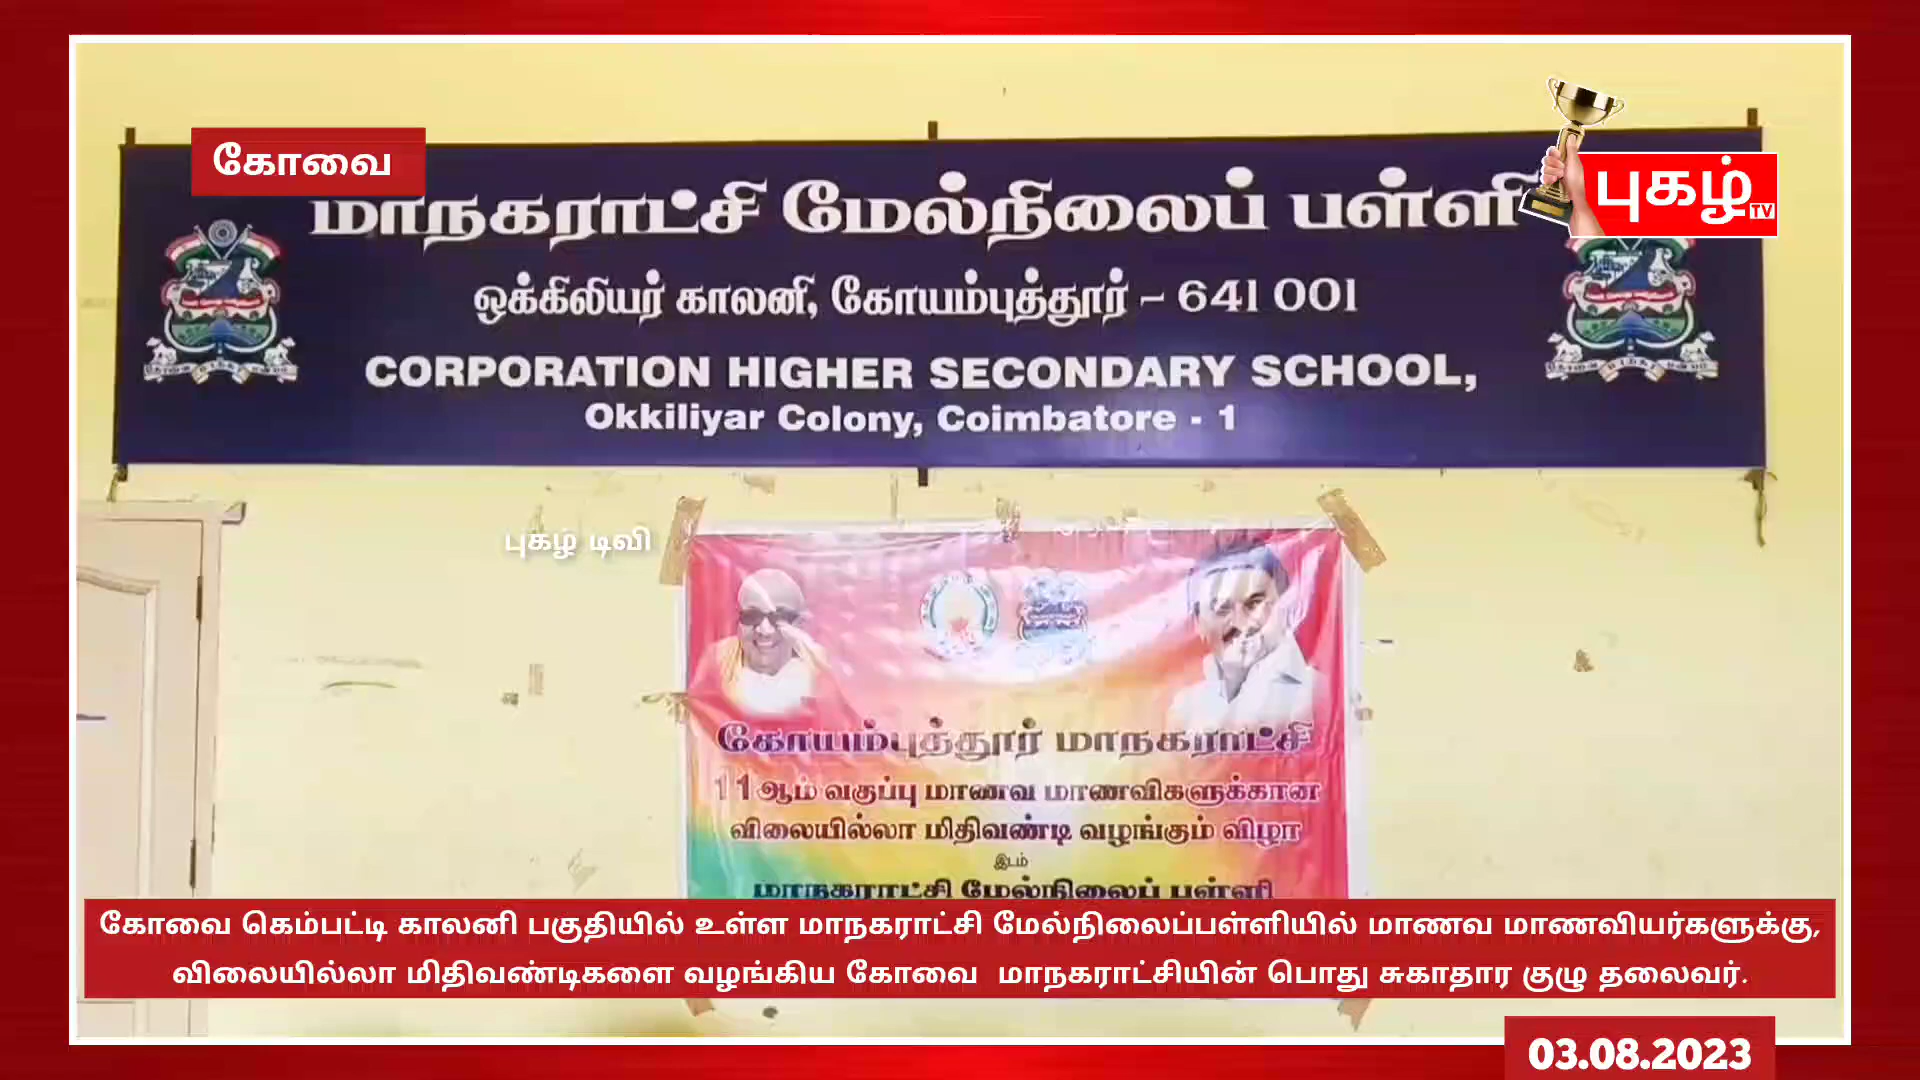 கோவை
புகழ்
TV
மாநகராட்சி மேல்நிலைப் பள்ளி
ஒக்கிலியர் காலனி, கோயம்புத்தூர் – 641 001
CORPORATION HIGHER SECONDARY SCHOOL,
Okkiliyar Colony, Coimbatore - 1
புகழ் டிவி
கோயம்புத்தூர் மாநகராட்சி
11ஆம் வகுப்பு மாணவ மாணவிகளுக்கான
விலையில்லா மிதிவண்டி வழங்கும் விழா
இடம்
மாநகராட்சி மேல்நிலைப் பள்ளி
கோவை கெம்பட்டி காலனி பகுதியில் உள்ள மாநகராட்சி மேல்நிலைப்பள்ளியில் மாணவ மாணவியர்களுக்கு,
விலையில்லா மிதிவண்டிகளை வழங்கிய கோவை மாநகராட்சியின் பொது சுகாதார குழு தலைவர்.
03.08.2023